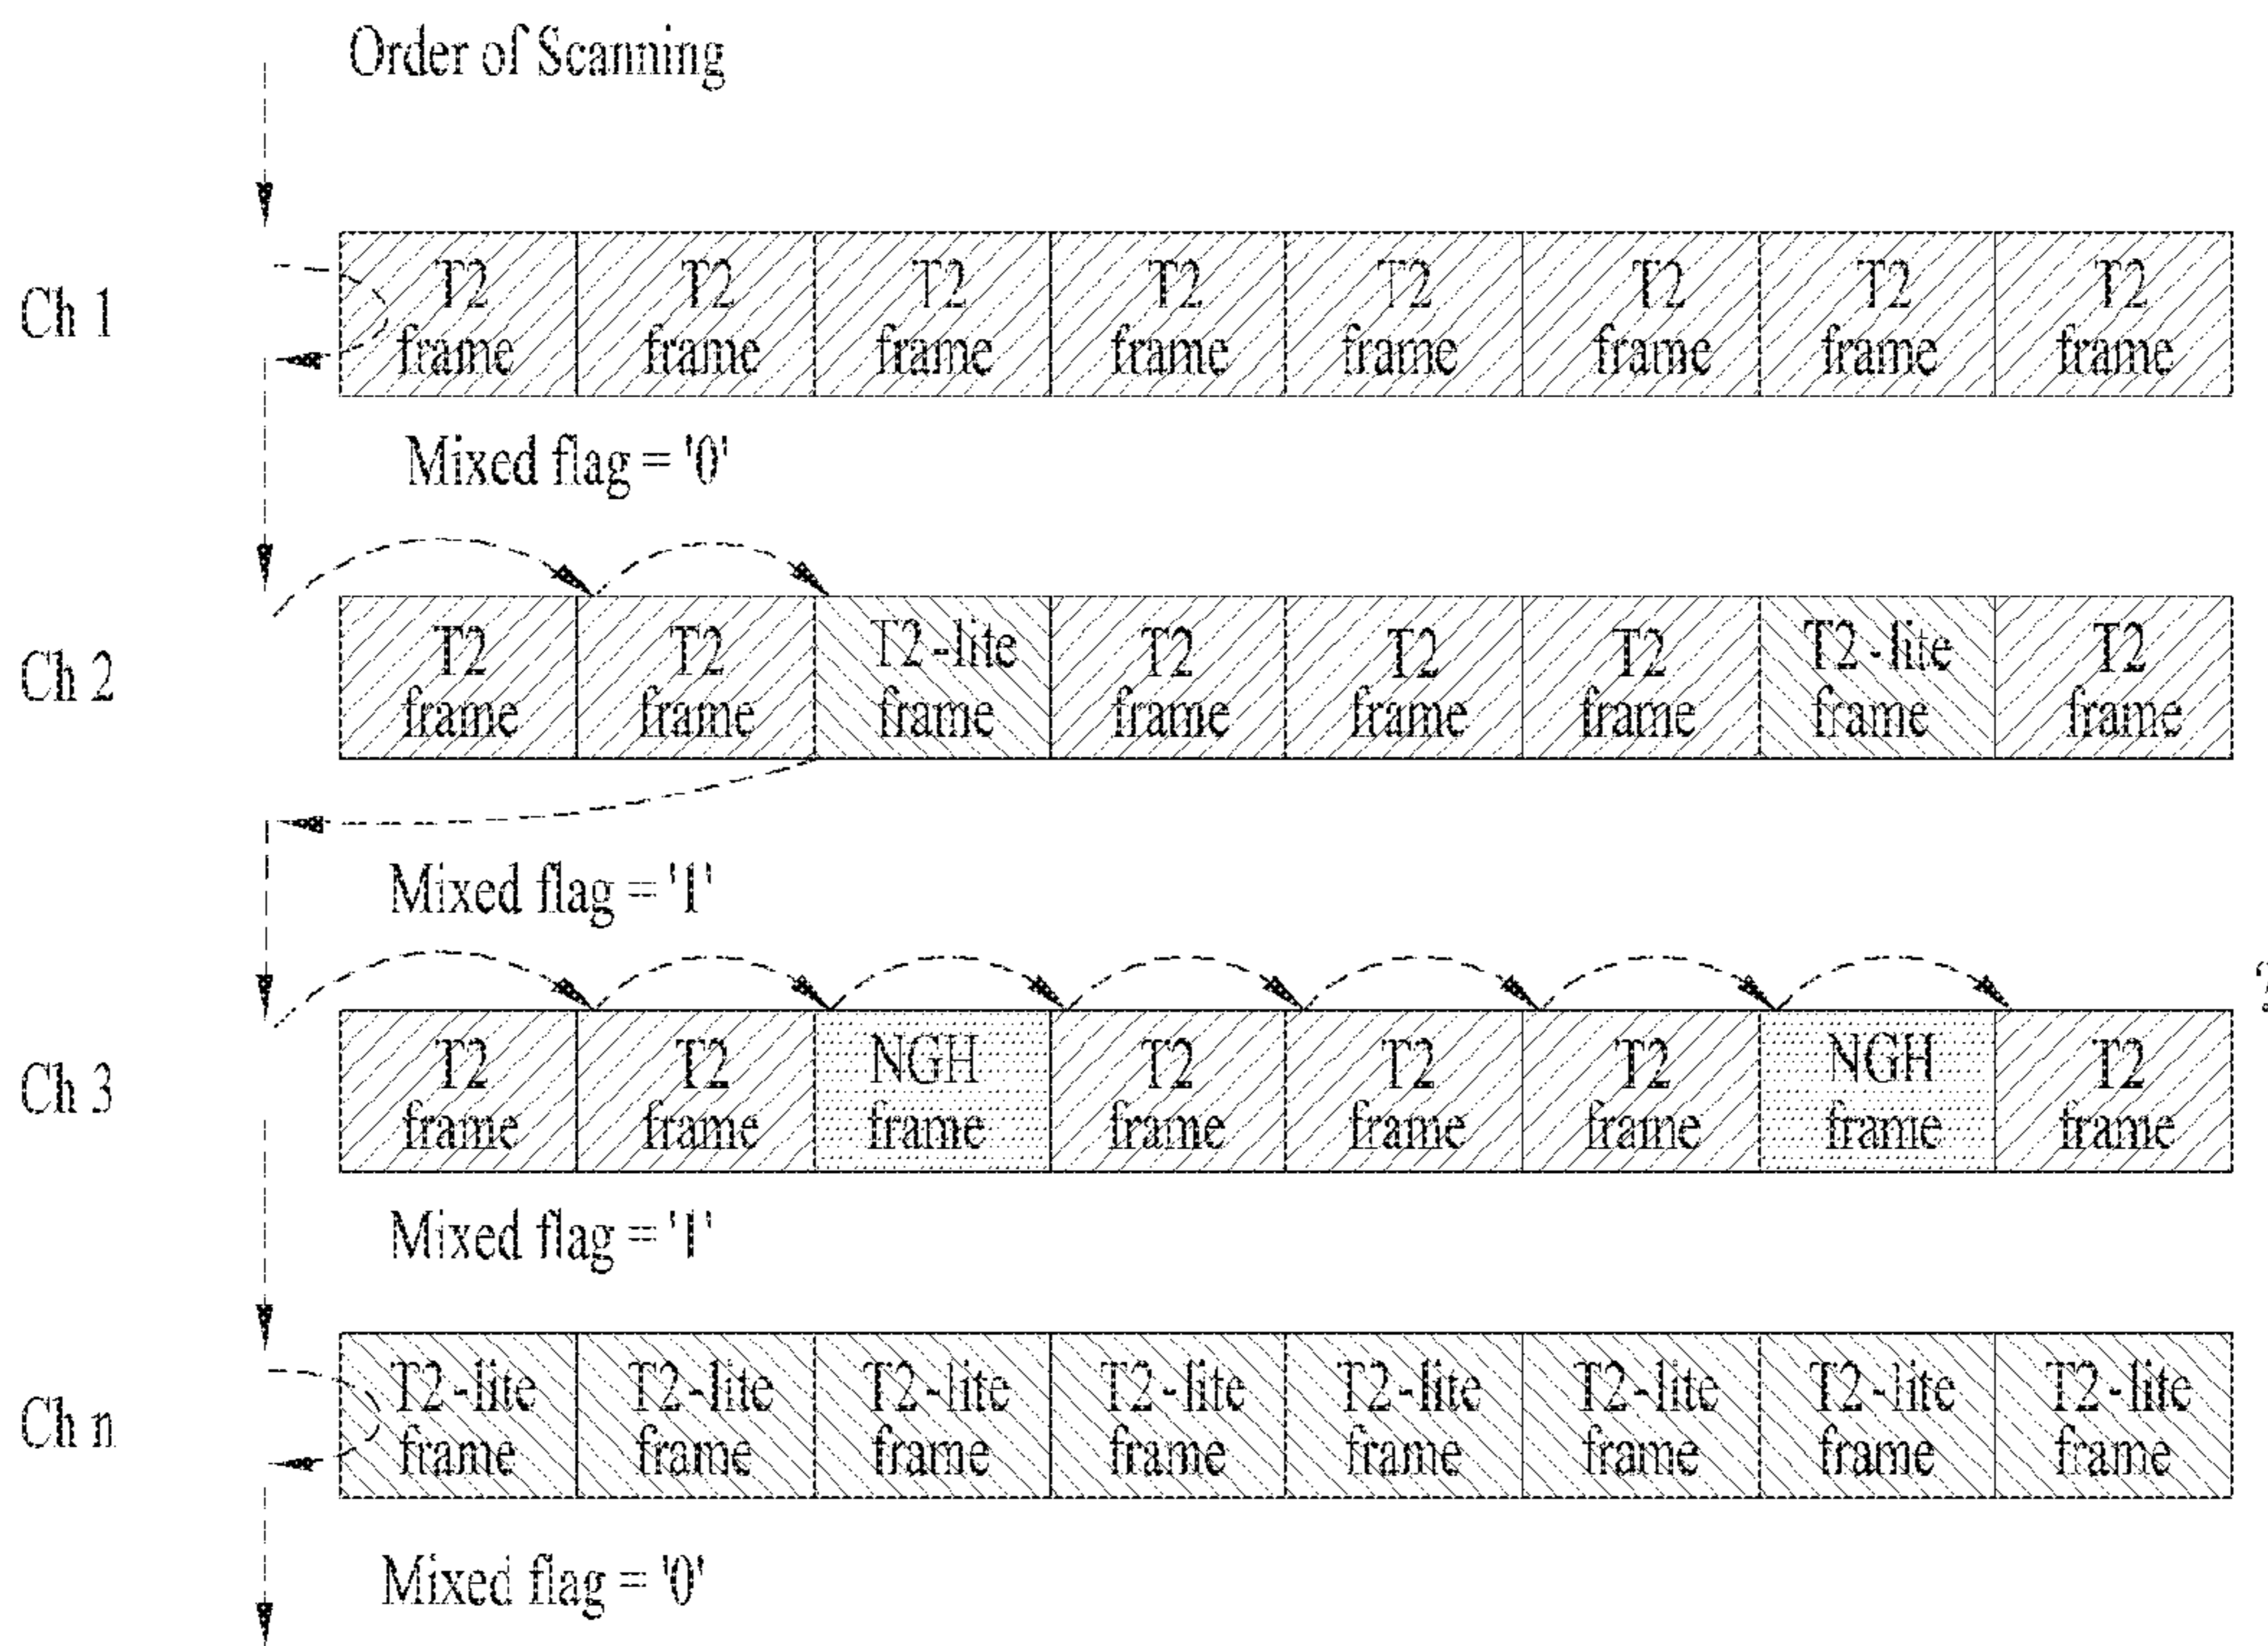 Order of Scanning
Ch 1
T2 T2 T2 T2 T2 T2 T2 T2
frame frame frame frame frame frame frame frame
Mixed flag = '0'
Ch 2
T2 T2 T2-lite T2 T2 T2 T2-lite T2
frame frame frame frame frame frame frame frame
Mixed flag = '1'
?
Ch 3
T2 T2 NGH T2 T2 T2 NGH T2
frame frame frame frame frame frame frame frame
Mixed flag = '1'
Ch n
T2-lite T2-lite T2-lite T2-lite T2-lite T2-lite T2-lite T2-lite
frame frame frame frame frame frame frame frame
Mixed flag = '0'